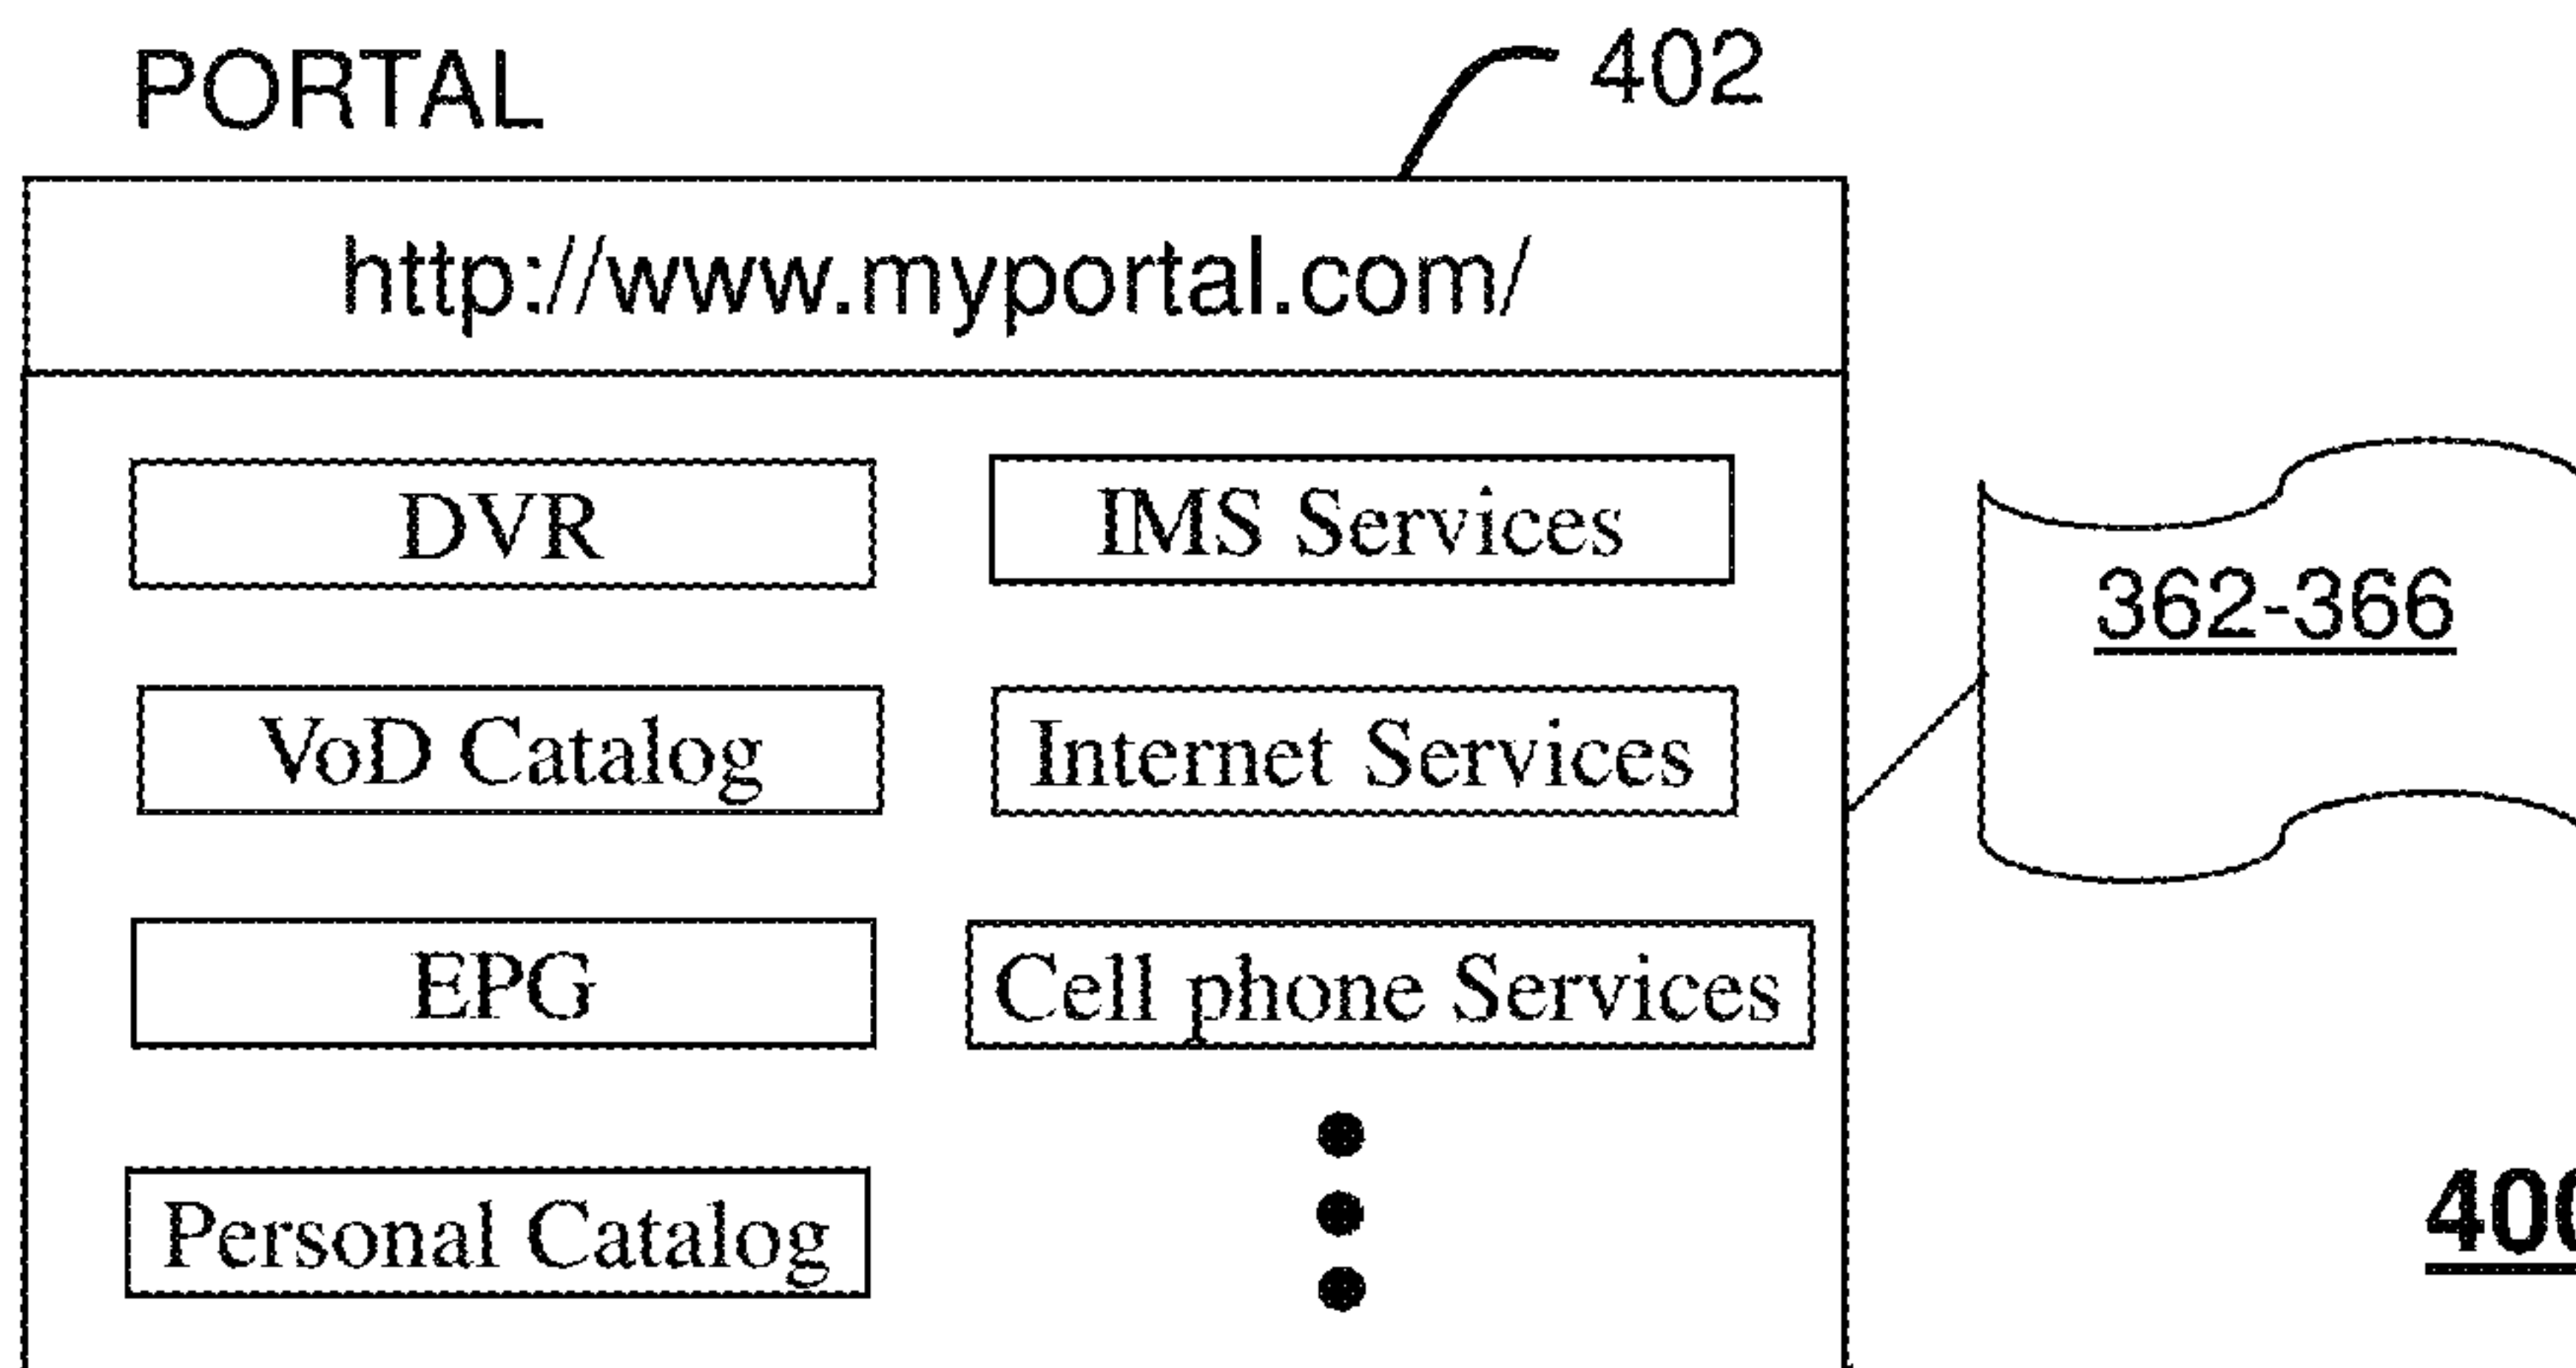 PORTAL
402
http://www.myportal.com/
DVR
IMS Services
362-366
VoD Catalog
Internet Services
EPG
Cell phone Services
Personal Catalog
400